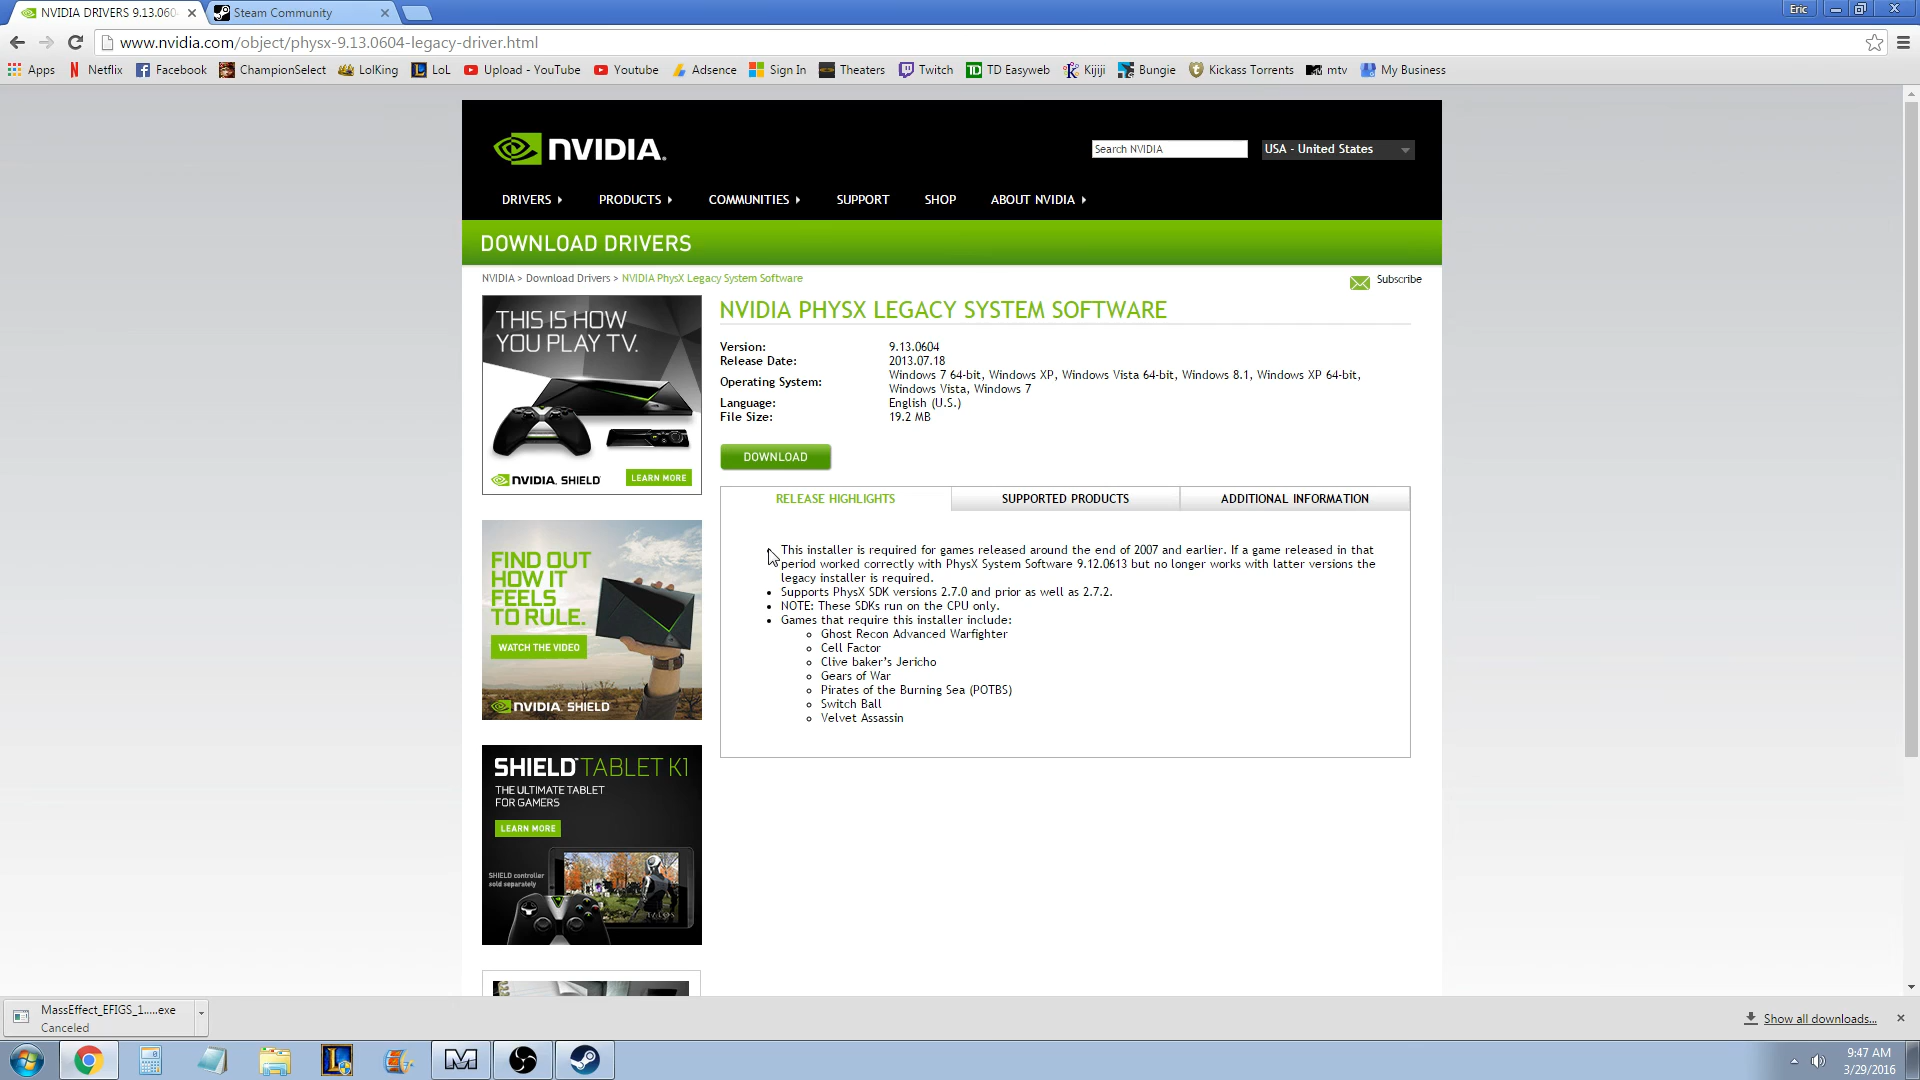 NVIDIA DRIVERS 9.13.060
Steam Community
Eric
www.nvidia.com/object/physx-9.13.0604-legacy-driver.html
Apps Netflix Facebook ChampionSelect LolKing LoL Upload - YouTube Youtube Adsence Sign In Theaters Twitch TD Easyweb Kijiji Bungie Kickass Torrents mtv My Business
NVIDIA.
Search NVIDIA
USA - United States
DRIVERS PRODUCTS COMMUNITIES SUPPORT SHOP ABOUT NVIDIA
DOWNLOAD DRIVERS
NVIDIA > Download Drivers > NVIDIA PhysX Legacy System Software
Subscribe
THIS IS HOW
YOU PLAY TV.
NVIDIA. SHIELD
LEARN MORE
NVIDIA PHYSX LEGACY SYSTEM SOFTWARE
Version: 9.13.0604
Release Date: 2013.07.18
Operating System: Windows 7 64-bit, Windows XP, Windows Vista 64-bit, Windows 8.1, Windows XP 64-bit,
Windows Vista, Windows 7
Language: English (U.S.)
File Size: 19.2 MB
DOWNLOAD
RELEASE HIGHLIGHTS SUPPORTED PRODUCTS ADDITIONAL INFORMATION
This installer is required for games released around the end of 2007 and earlier. If a game released in that
period worked correctly with PhysX System Software 9.12.0613 but no longer works with latter versions the
legacy installer is required.
Supports PhysX SDK versions 2.7.0 and prior as well as 2.7.2.
NOTE: These SDKs run on the CPU only.
Games that require this installer include:
Ghost Recon Advanced Warfighter
Cell Factor
Clive baker's Jericho
Gears of War
Pirates of the Burning Sea (POTBS)
Switch Ball
Velvet Assassin
FIND OUT
HOW IT
FEELS
TO RULE.
WATCH THE VIDEO
NVIDIA. SHIELD
SHIELD TABLET K1
THE ULTIMATE TABLET
FOR GAMERS
LEARN MORE
SHIELD controller
sold separately
TALOS
MassEffect_EFIGS_1.....exe
Canceled
Show all downloads...
9:47 AM
3/29/2016